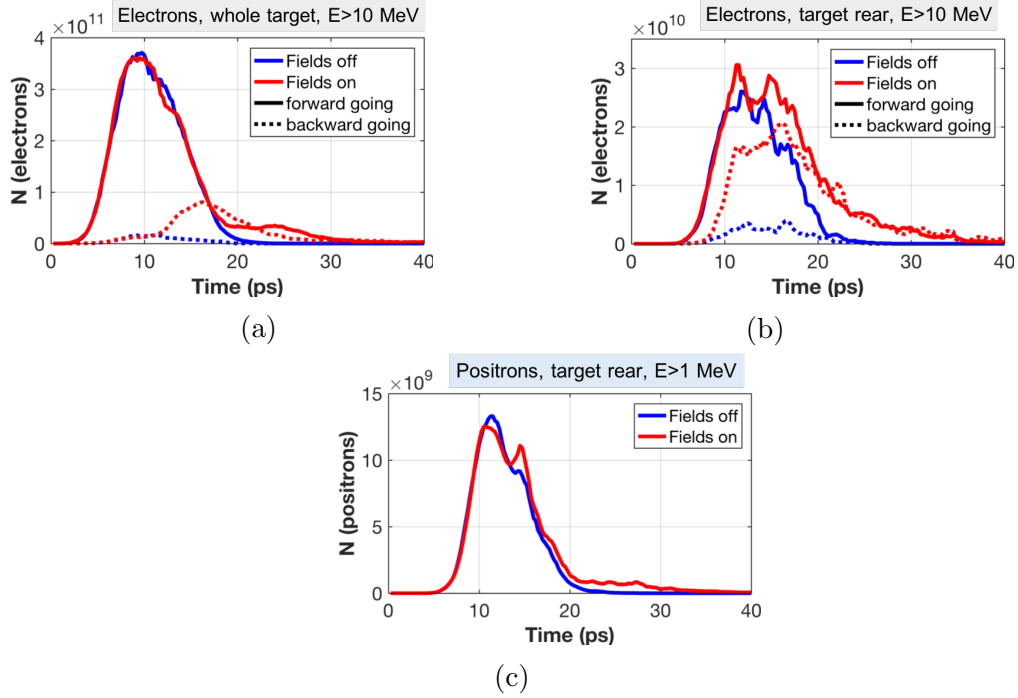 Electrons, whole target, E>10 MeV
×10^11
4
3
2
1
0
N (electrons)
Fields off
Fields on
forward going
backward going
0 10 20 30 40
Time (ps)
(a)
Electrons, target rear, E>10 MeV
×10^10
3
2
1
0
N (electrons)
Fields off
Fields on
forward going
backward going
0 10 20 30 40
Time (ps)
(b)
Positrons, target rear, E>1 MeV
×10^9
15
10
5
0
N (positrons)
Fields off
Fields on
0 10 20 30 40
Time (ps)
(c)